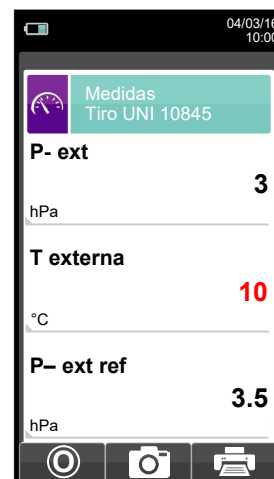 04/03/16
10:00
Medidas
Tiro UNI 10845
P- ext
3
hPa
T externa
10
°C
P– ext ref
3.5
hPa